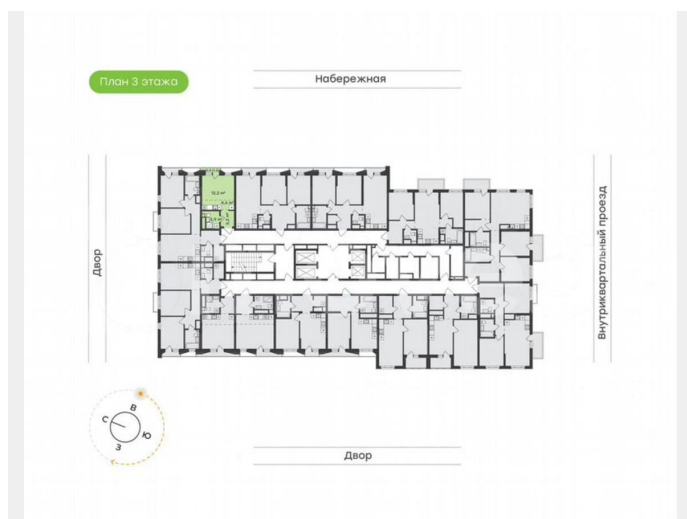 План 3 этажа
Набережная
Двор
Внутриквартальный проезд
В
С
Ю
З
Двор